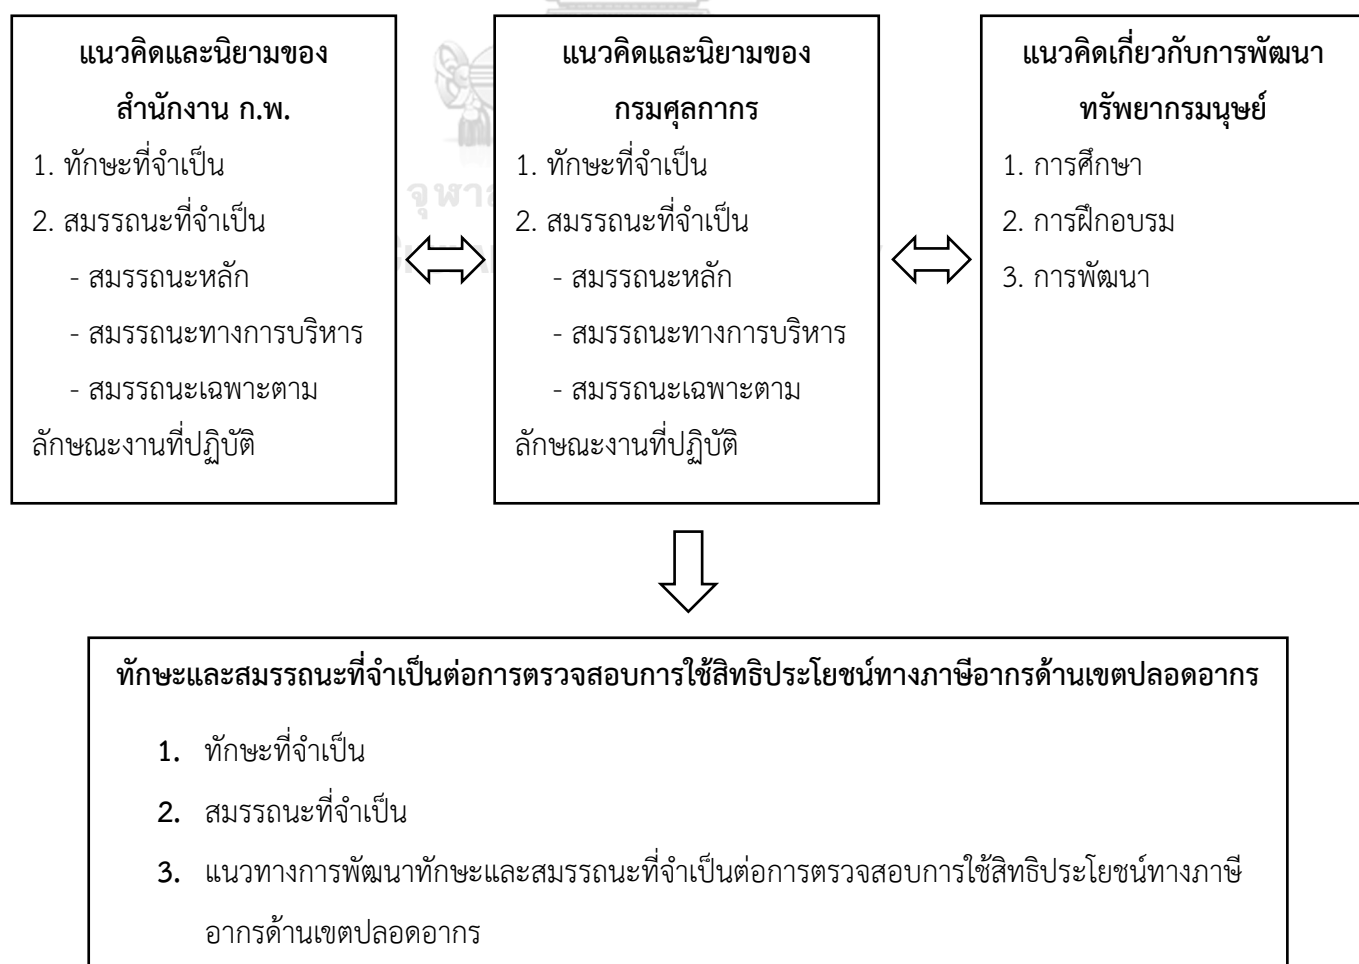 แนวคิดและนิยามของ
สำนักงาน ก.พ.
1. ทักษะที่จำเป็น
2. สมรรถนะที่จำเป็น
- สมรรถนะหลัก
- สมรรถนะทางการบริหาร
- สมรรถนะเฉพาะตาม
ลักษณะงานที่ปฏิบัติ
แนวคิดและนิยามของ
กรมศุลกากร
1. ทักษะที่จำเป็น
2. สมรรถนะที่จำเป็น
- สมรรถนะหลัก
- สมรรถนะทางการบริหาร
- สมรรถนะเฉพาะตาม
ลักษณะงานที่ปฏิบัติ
แนวคิดเกี่ยวกับการพัฒนา
ทรัพยากรมนุษย์
1. การศึกษา
2. การฝึกอบรม
3. การพัฒนา
ทักษะและสมรรถนะที่จำเป็นต่อการตรวจสอบการใช้สิทธิประโยชน์ทางภาษีอากรด้านเขตปลอดอากร
1. ทักษะที่จำเป็น
2. สมรรถนะที่จำเป็น
3. แนวทางการพัฒนาทักษะและสมรรถนะที่จำเป็นต่อการตรวจสอบการใช้สิทธิประโยชน์ทางภาษี
อากรด้านเขตปลอดอากร